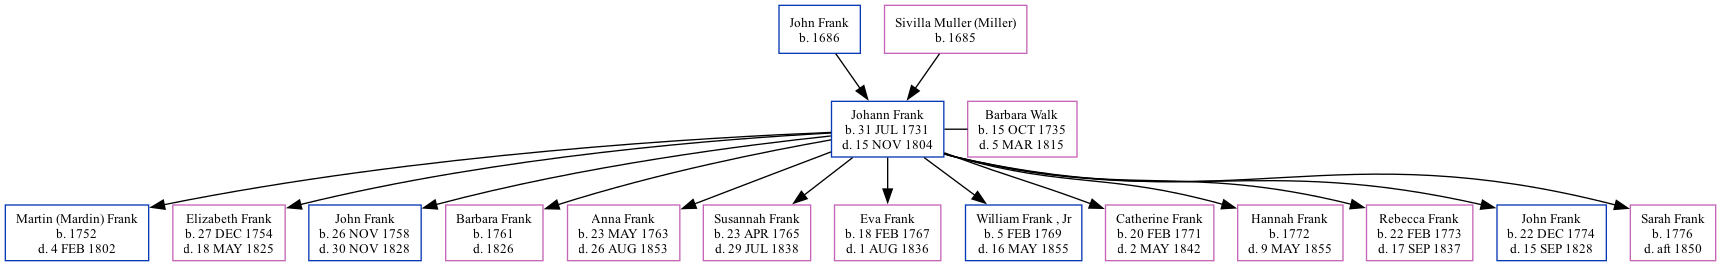 John Frank
b. 1686
Sivilla Muller (Miller)
b. 1685
Johann Frank
b. 31 JUL 1731
d. 15 NOV 1804
Barbara Walk
b. 15 OCT 1735
d. 5 MAR 1815
Martin (Mardin) Frank
b. 1752
d. 4 FEB 1802
Elizabeth Frank
b. 27 DEC 1754
d. 18 MAY 1825
John Frank
b. 26 NOV 1758
d. 30 NOV 1828
Barbara Frank
b. 1761
d. 1826
Anna Frank
b. 23 MAY 1763
d. 26 AUG 1853
Susannah Frank
b. 23 APR 1765
d. 29 JUL 1838
Eva Frank
b. 18 FEB 1767
d. 1 AUG 1836
William Frank , Jr
b. 5 FEB 1769
d. 16 MAY 1855
Catherine Frank
b. 20 FEB 1771
d. 2 MAY 1842
Hannah Frank
b. 1772
d. 9 MAY 1855
Rebecca Frank
b. 22 FEB 1773
d. 17 SEP 1837
John Frank
b. 22 DEC 1774
d. 15 SEP 1828
Sarah Frank
b. 1776
d. aft 1850